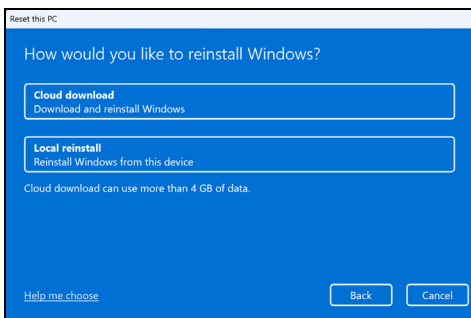 Reset this PC
How would you like to reinstall Windows?
Cloud download
Download and reinstall Windows
Local reinstall
Reinstall Windows from this device
Cloud download can use more than 4 GB of data.
Help me choose
Back
Cancel